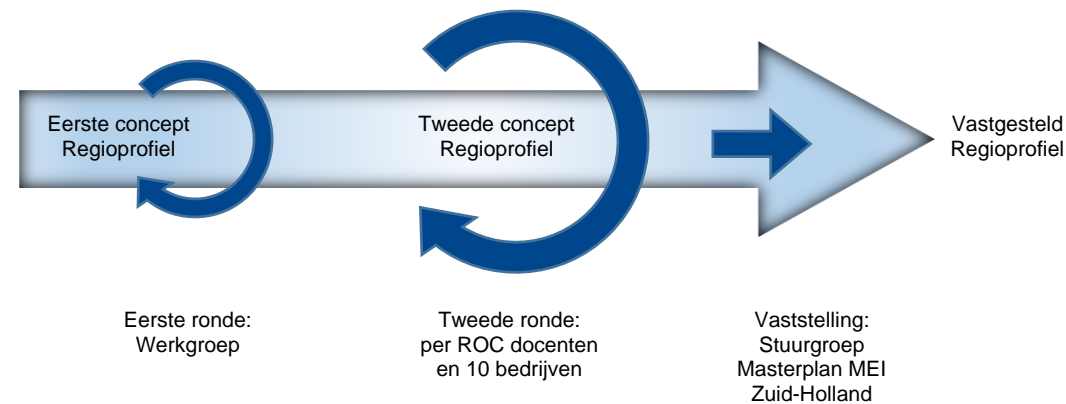 Eerste concept
Regioprofiel
Tweede concept
Regioprofiel
Vastgesteld
Regioprofiel
Eerste ronde:
Werkgroep
Tweede ronde:
per ROC docenten
en 10 bedrijven
Vaststelling:
Stuurgroep
Masterplan MEI
Zuid-Holland